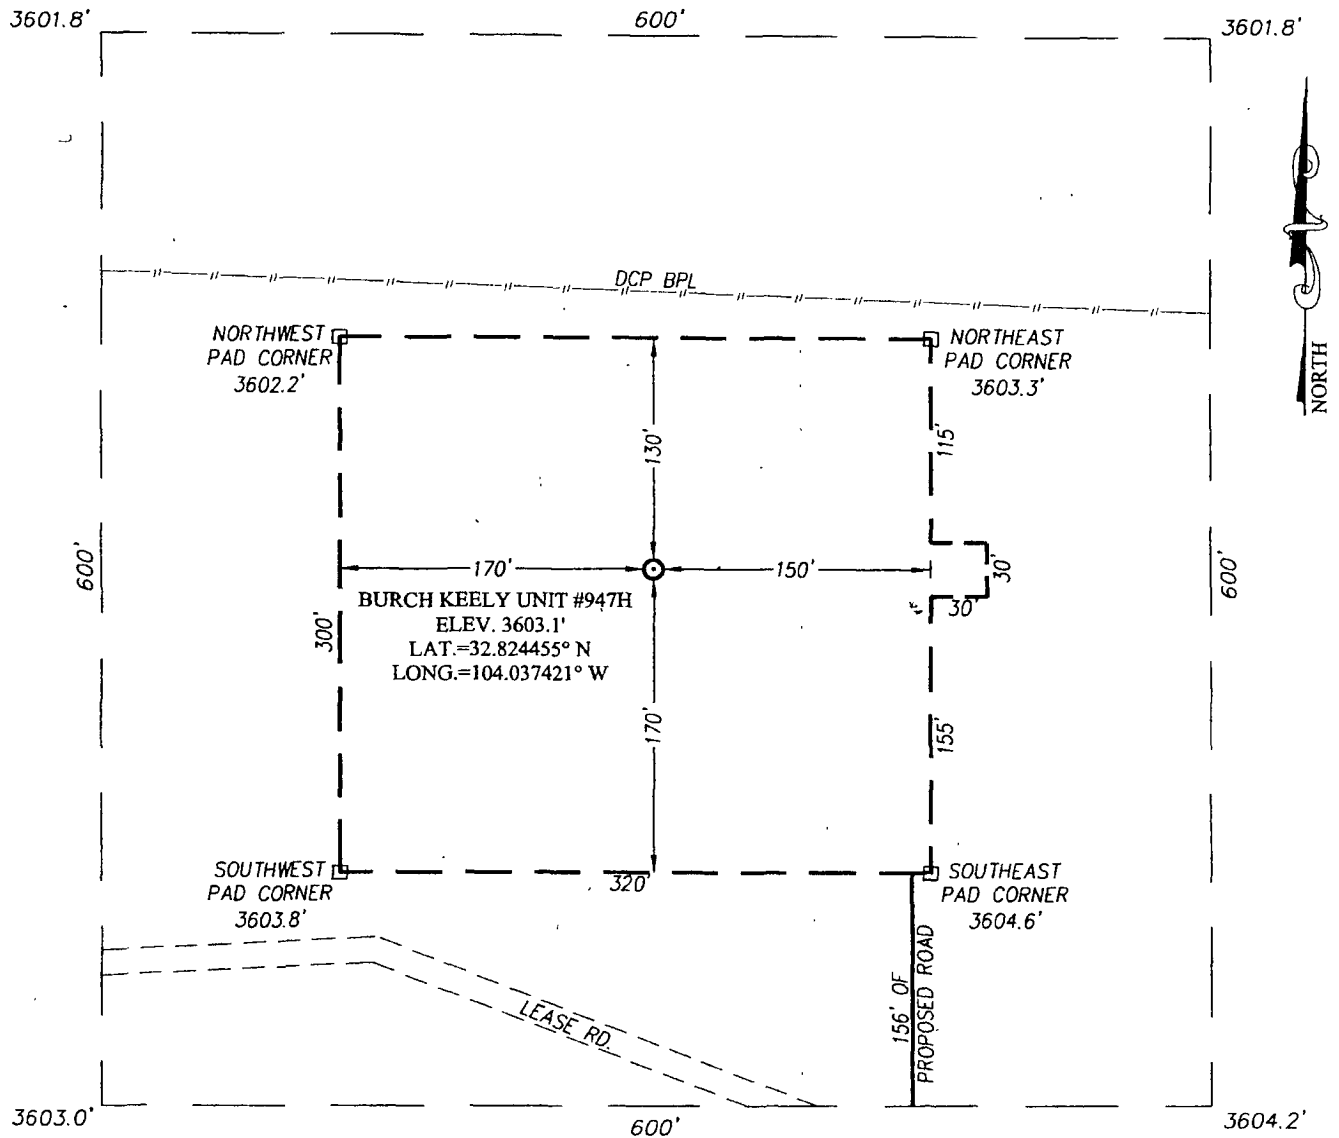 3601.8'
600'
3601.8'
NORTH
DCP BPL
NORTHWEST
PAD CORNER
3602.2'
NORTHEAST
PAD CORNER
3603.3'
130'
115'
600'
170'
150'
30'
30'
600'
BURCH KEELY UNIT #947H
ELEV. 3603.1'
LAT.=32.824455° N
LONG.=104.037421° W
300'
170'
155'
SOUTHWEST
PAD CORNER
3603.8'
320'
SOUTHEAST
PAD CORNER
3604.6'
LEASE RD.
156' OF
PROPOSED ROAD
3603.0'
600'
3604.2'